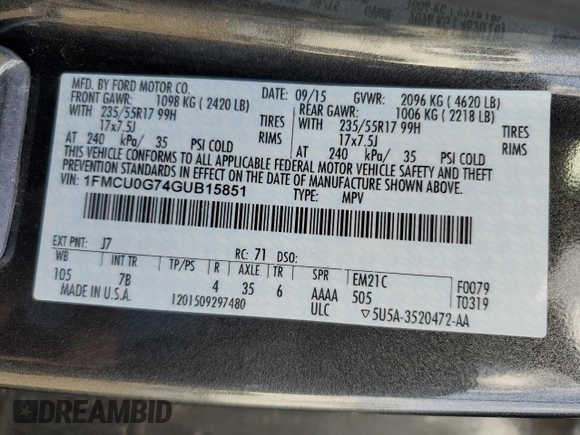 MFD. BY FORD MOTOR CO.
DATE: 09/15 GVWR: 2096 KG ( 4620 LB)
FRONT GAWR: 1098 KG ( 2420 LB) REAR GAWR: 1006 KG ( 2218 LB)
WITH 235/55R17 99H TIRES WITH 235/55R17 99H TIRES
17x7.5J RIMS 17x7.5J RIMS
AT 240 kPa/ 35 PSI COLD AT 240 kPa/ 35 PSI COLD
THIS VEHICLE CONFORMS TO ALL APPLICABLE FEDERAL MOTOR VEHICLE SAFETY AND THEFT
PREVENTION STANDARDS IN EFFECT ON THE DATE OF MANUFACTURE SHOWN ABOVE.
VIN: 1FMCU0G74GUB15851
TYPE: MPV
EXT PNT: J7 RC: 71 DSO:
WB INT TR TP/PS R AXLE TR SPR EM21C F0079
105 7B 4 35 6 AAAA 505 T0319
MADE IN U.S.A. 1201509297480 ULC ▽5U5A-3520472-AA
DREAMBID